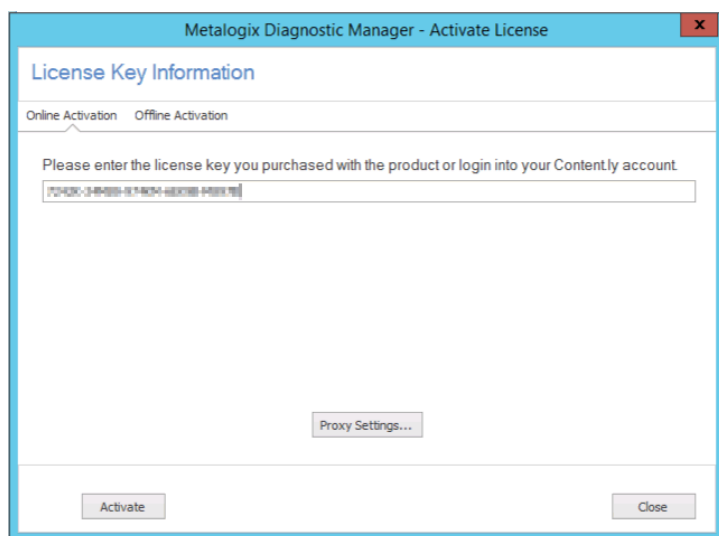 Metalogix Diagnostic Manager - Activate License
x
License Key Information
Online Activation Offline Activation
Please enter the license key you purchased with the product or login into your Content.ly account.
Proxy Settings...
Activate Close